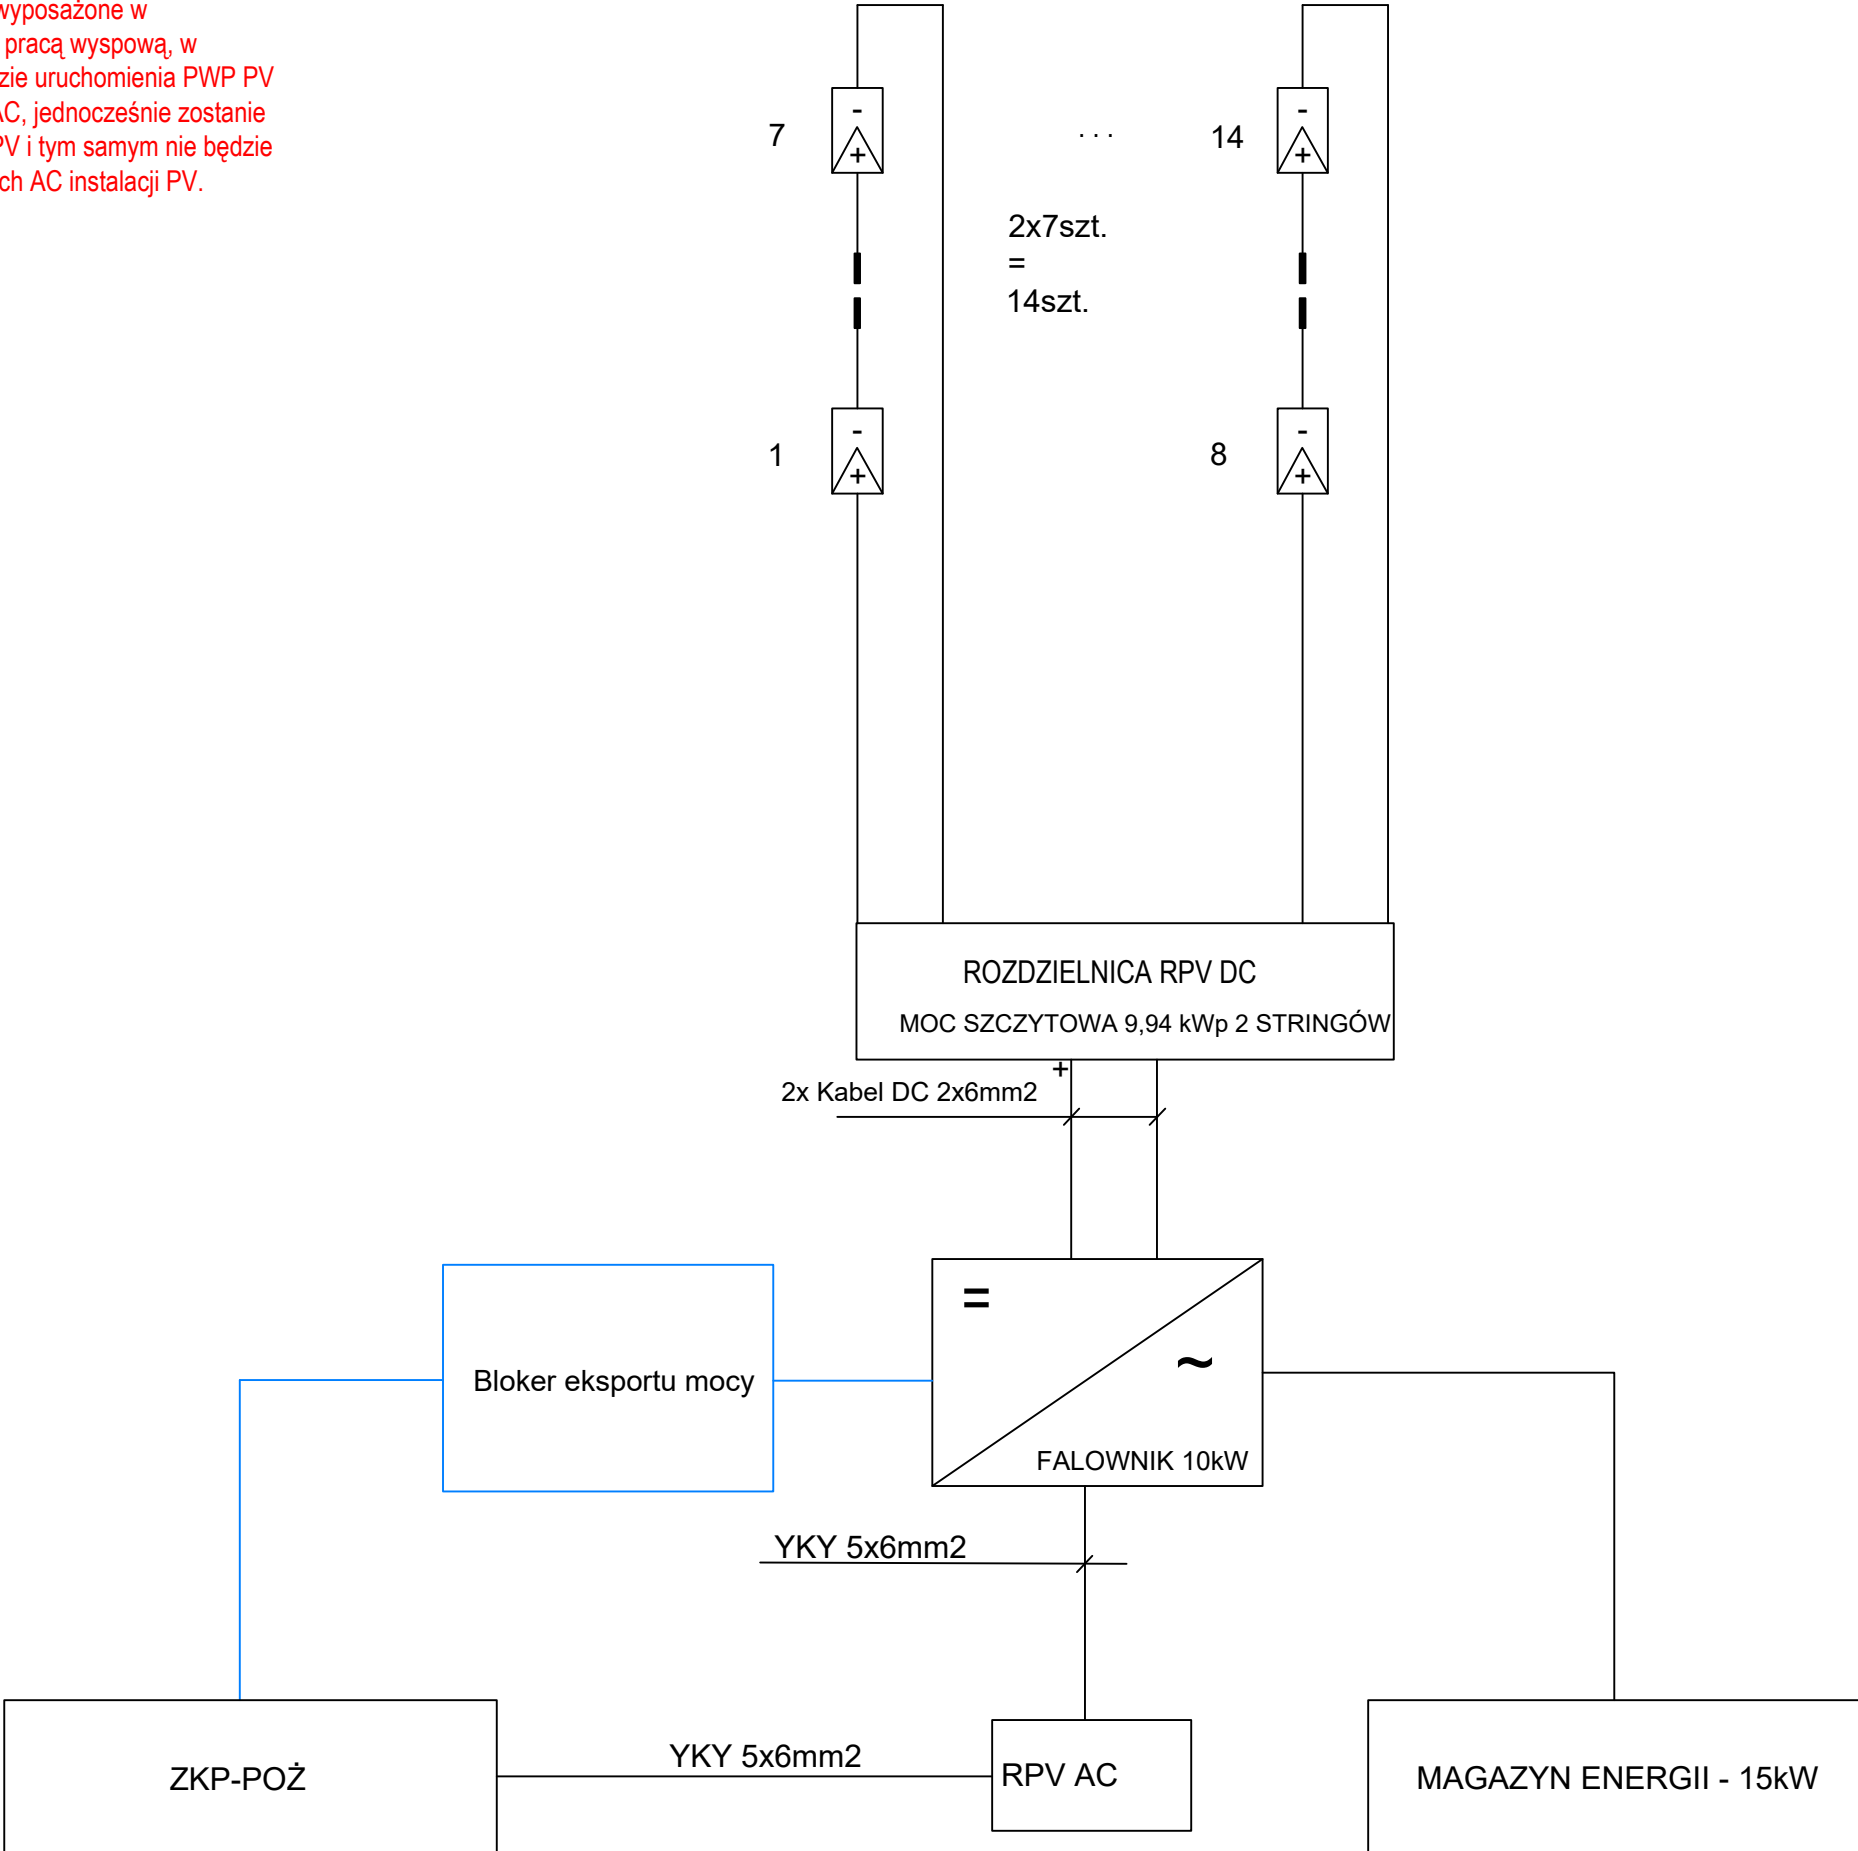 wyposażone w
pracą wyspową, w
zie uruchomienia PWP PV
AC, jednocześnie zostanie
PV i tym samym nie będzie
ch AC instalacji PV.
-
+
7
. . .
14
-
+
2x7szt.
=
14szt.
-
+
1
8
-
+
ROZDZIELNICA RPV DC
MOC SZCZYTOWA 9,94 kWp 2 STRINGÓW
+
2x Kabel DC 2x6mm2
=
~
Bloker eksportu mocy
FALOWNIK 10kW
YKY 5x6mm2
YKY 5x6mm2
ZKP-POŻ
RPV AC
MAGAZYN ENERGII - 15kW